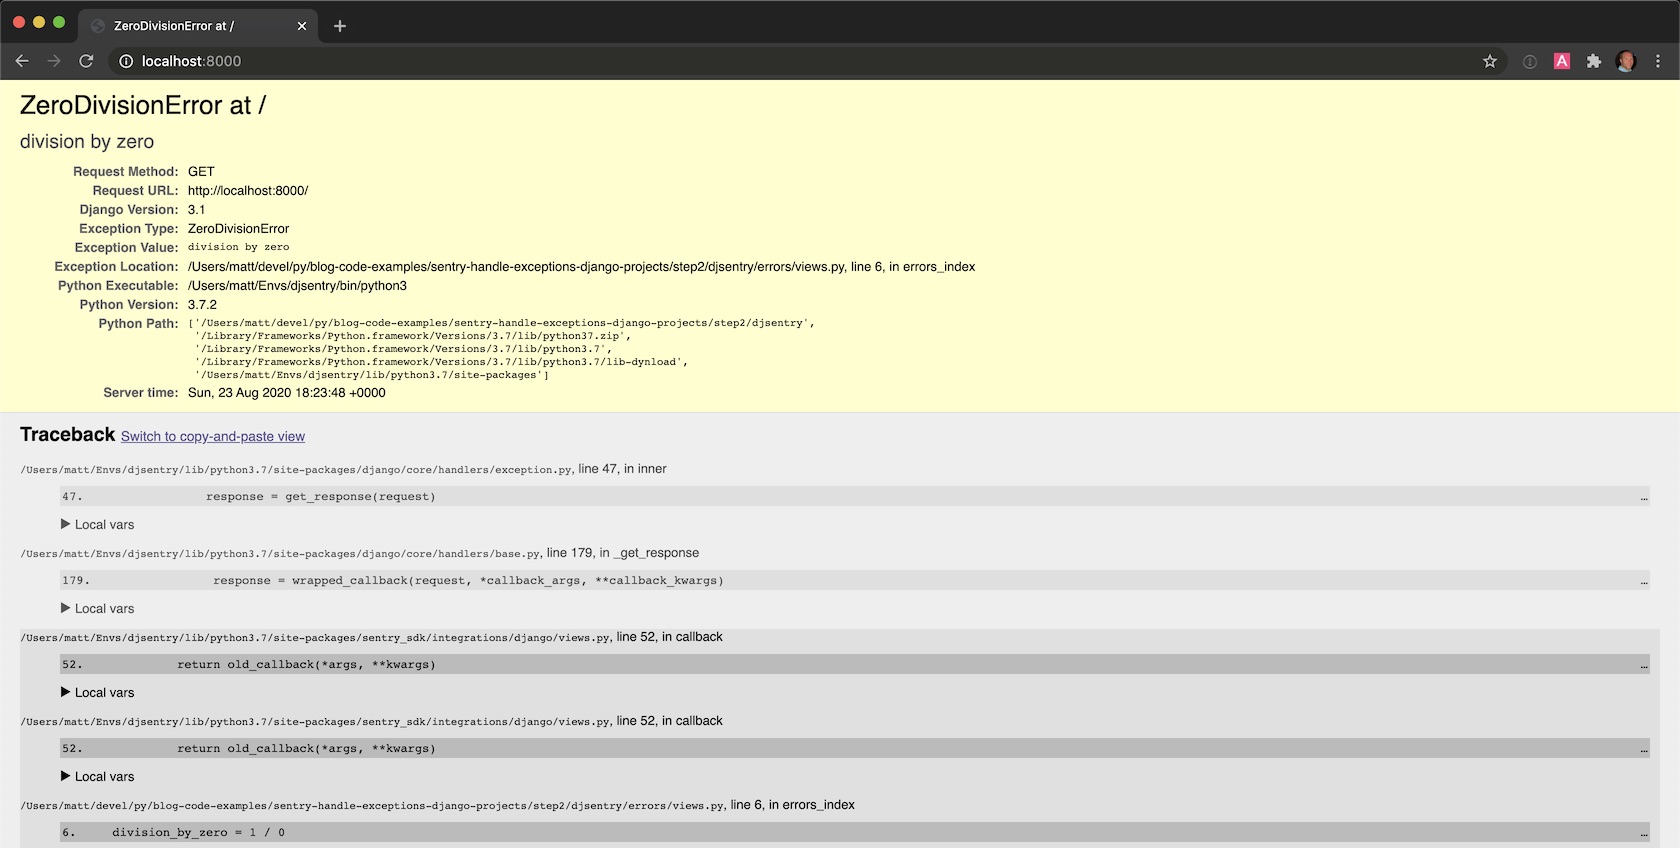 ZeroDivisionError at /
localhost:8000
A
ZeroDivisionError at /
division by zero
Request Method: GET
Request URL: http://localhost:8000/
Django Version: 3.1
Exception Type: ZeroDivisionError
Exception Value: division by zero
Exception Location: /Users/matt/devel/py/blog-code-examples/sentry-handle-exceptions-django-projects/step2/djsentry/errors/views.py, line 6, in errors_index
Python Executable: /Users/matt/Envs/djsentry/bin/python3
Python Version: 3.7.2
Python Path: ['/Users/matt/devel/py/blog-code-examples/sentry-handle-exceptions-django-projects/step2/djsentry',
'/Library/Frameworks/Python.framework/Versions/3.7/lib/python37.zip',
'/Library/Frameworks/Python.framework/Versions/3.7/lib/python3.7',
'/Library/Frameworks/Python.framework/Versions/3.7/lib/python3.7/lib-dynload',
'/Users/matt/Envs/djsentry/lib/python3.7/site-packages']
Server time: Sun, 23 Aug 2020 18:23:48 +0000
Traceback Switch to copy-and-paste view
/Users/matt/Envs/djsentry/lib/python3.7/site-packages/django/core/handlers/exception.py, line 47, in inner
47. response = get_response(request) …
▶ Local vars
/Users/matt/Envs/djsentry/lib/python3.7/site-packages/django/core/handlers/base.py, line 179, in _get_response
179. response = wrapped_callback(request, *callback_args, **callback_kwargs) …
▶ Local vars
/Users/matt/Envs/djsentry/lib/python3.7/site-packages/sentry_sdk/integrations/django/views.py, line 52, in callback
52. return old_callback(*args, **kwargs) …
▶ Local vars
/Users/matt/Envs/djsentry/lib/python3.7/site-packages/sentry_sdk/integrations/django/views.py, line 52, in callback
52. return old_callback(*args, **kwargs) …
▶ Local vars
/Users/matt/devel/py/blog-code-examples/sentry-handle-exceptions-django-projects/step2/djsentry/errors/views.py, line 6, in errors_index
6. division_by_zero = 1 / 0 …